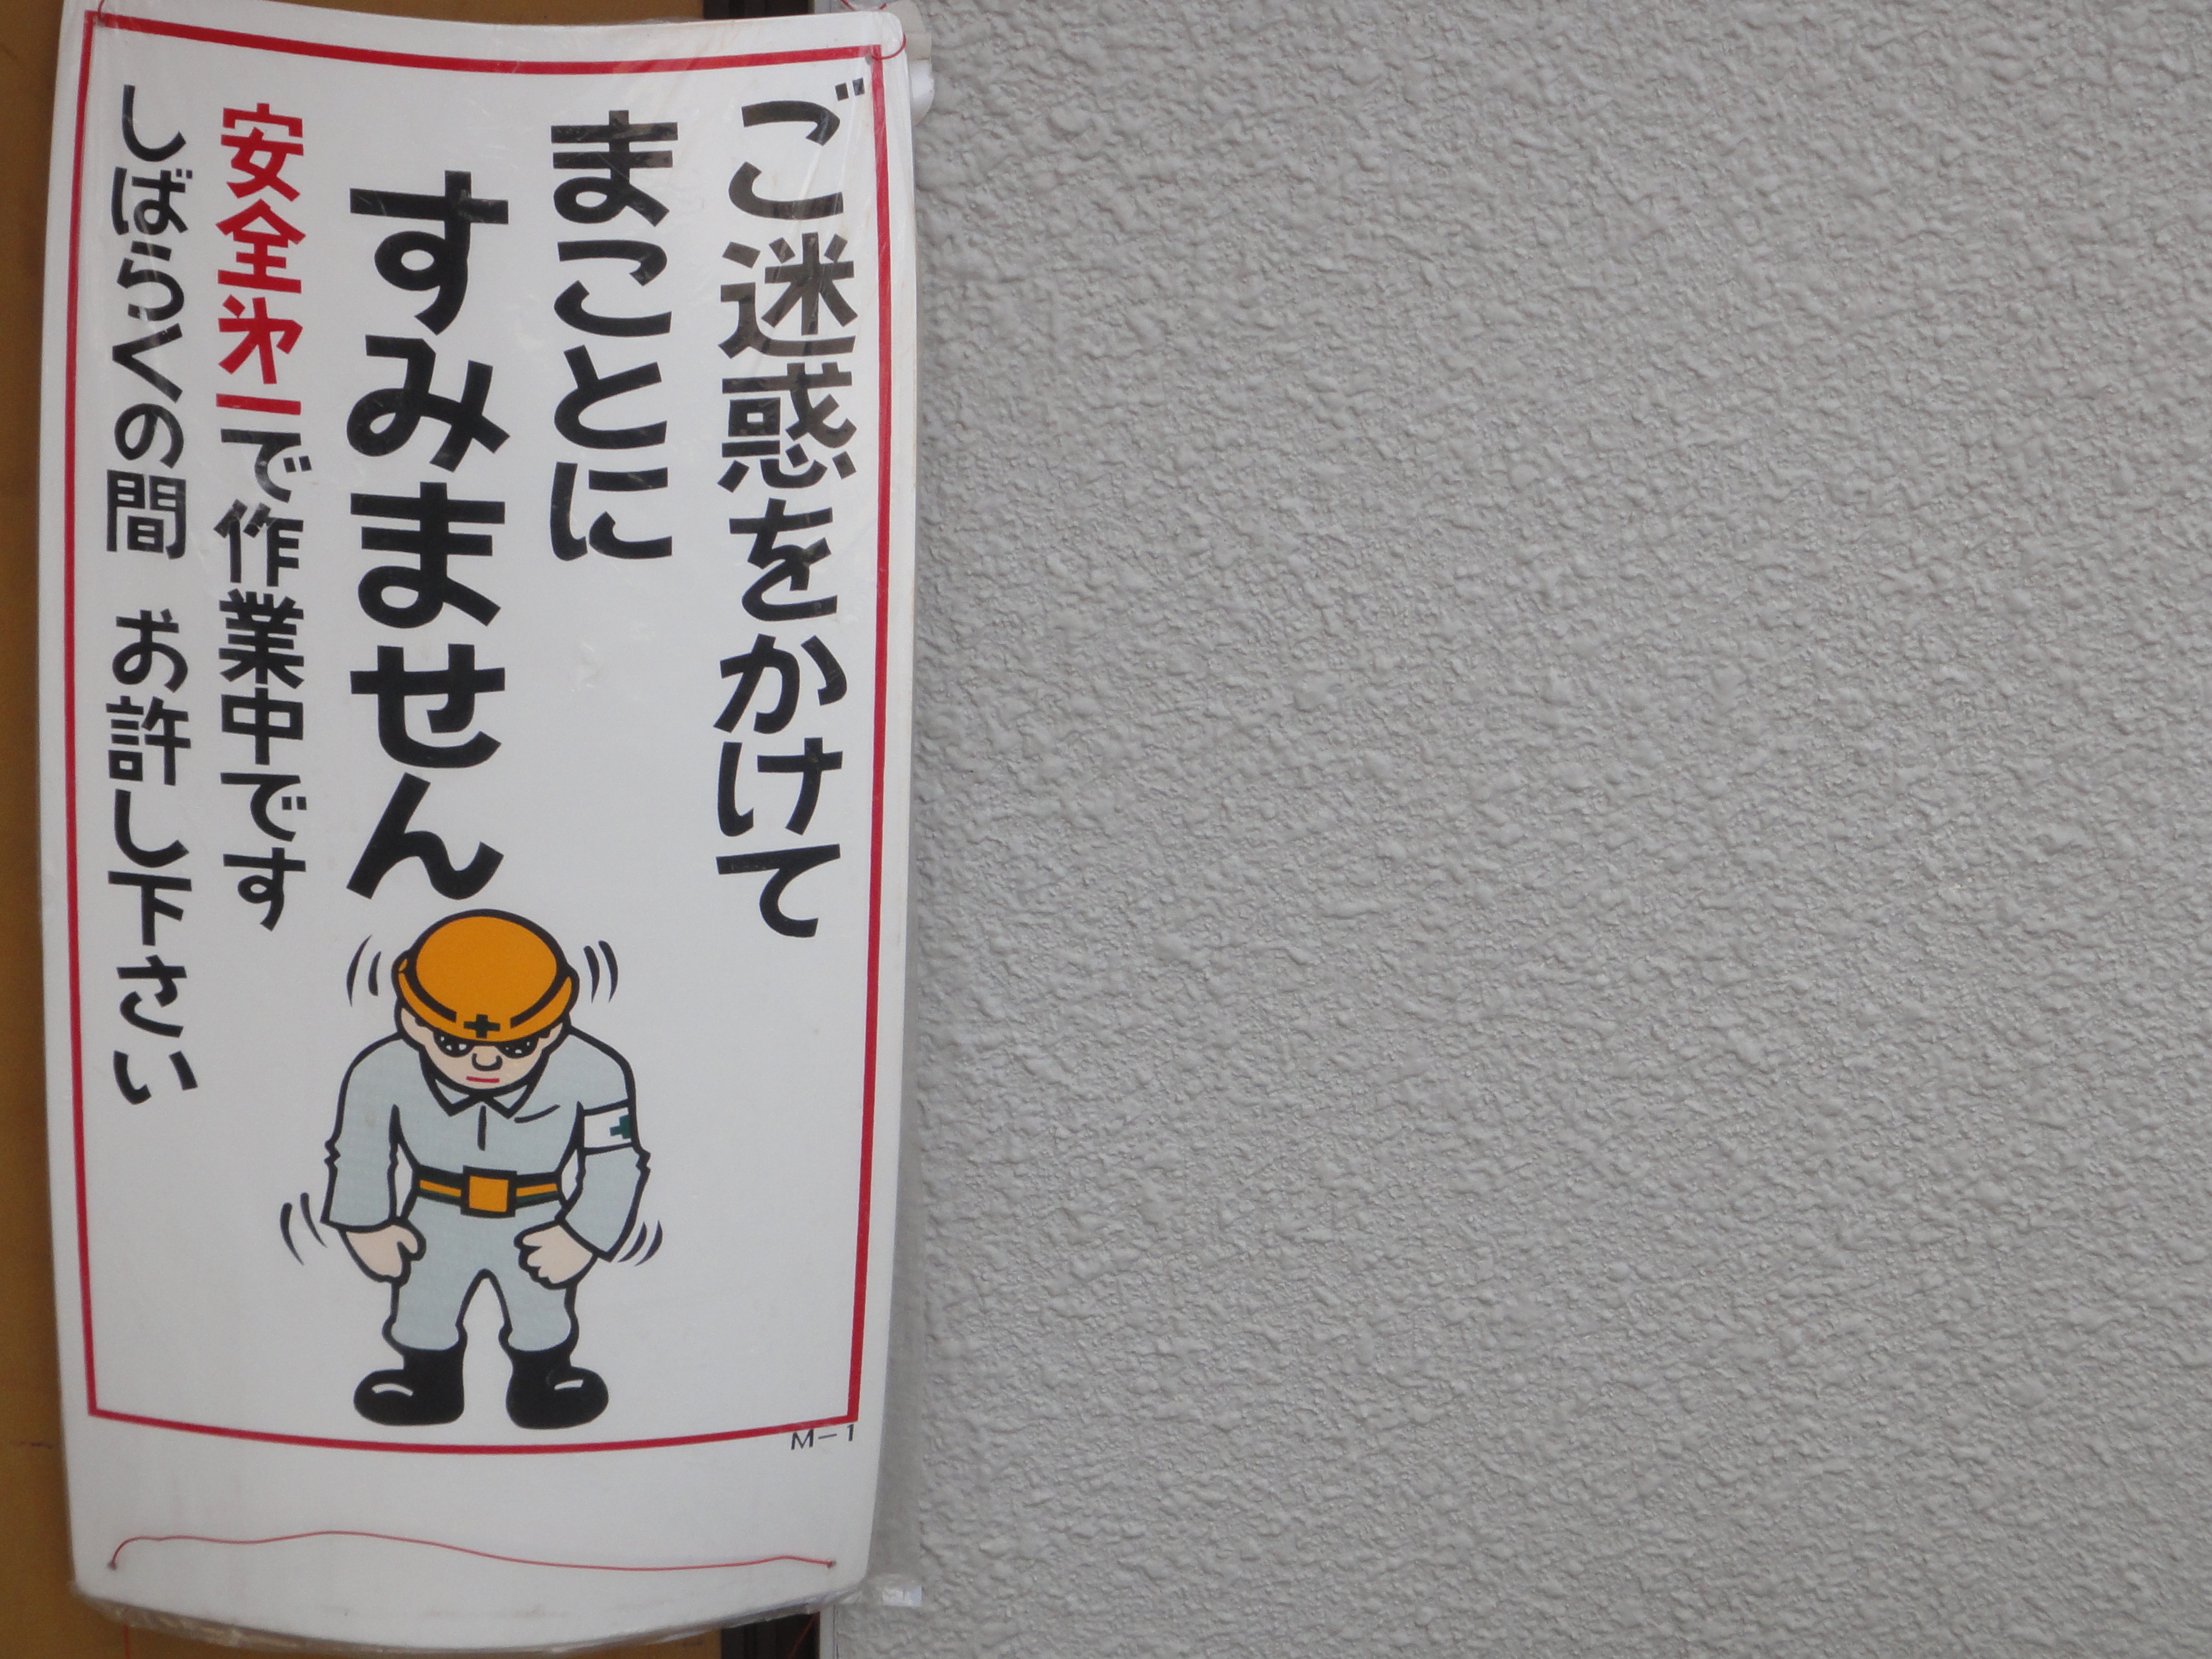 ご迷惑をかけて
まことに
すみません
安全㐧一で作業中です
しばらくの間 お許し下さい
M-1